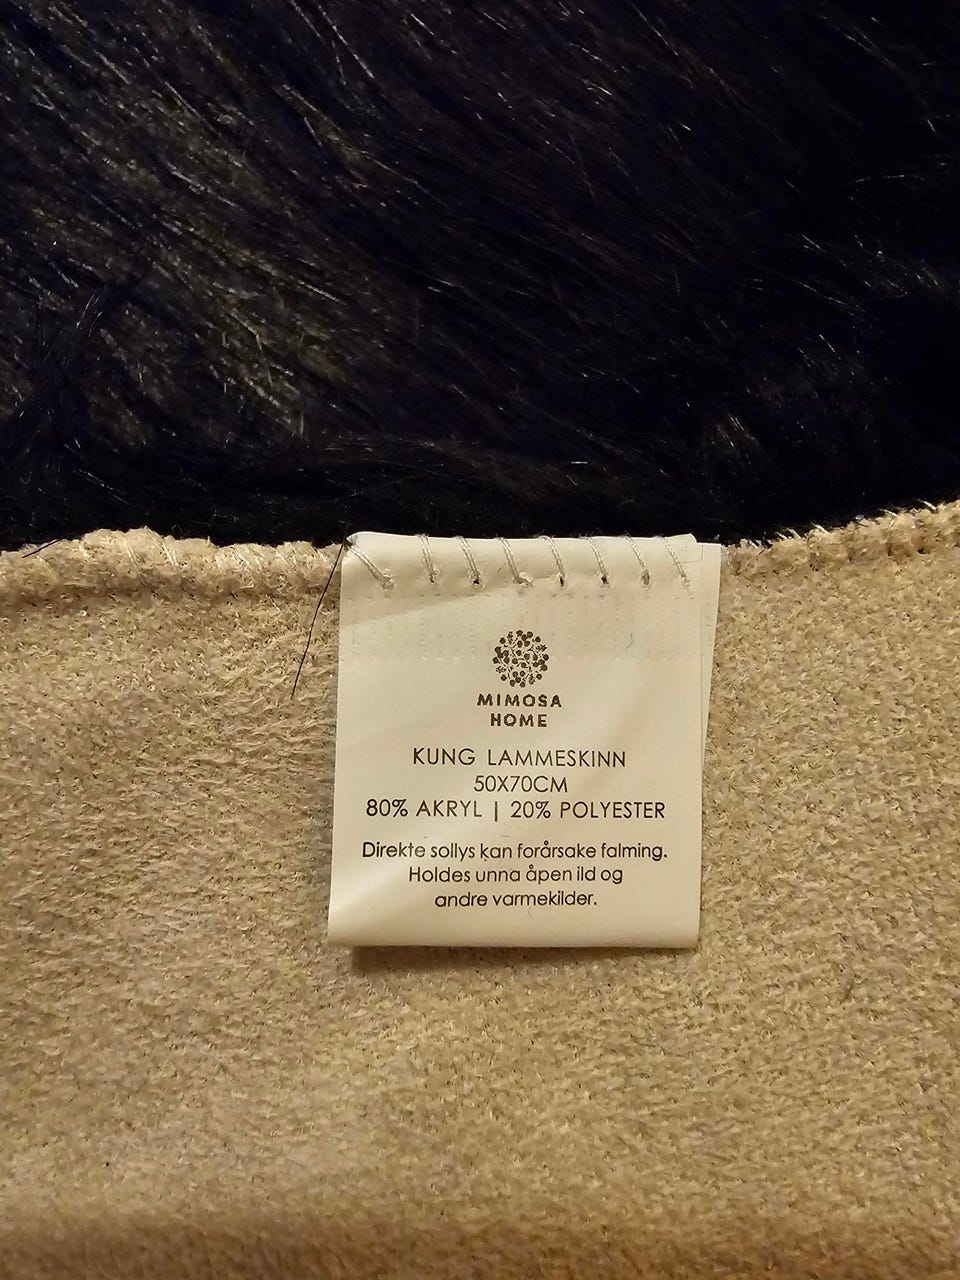 MIMOSA
HOME
KUNG LAMMESKINN
50X70CM
80% AKRYL | 20% POLYESTER
Direkte sollys kan forårsake falming.
Holdes unna åpen ild og
andre varmekilder.